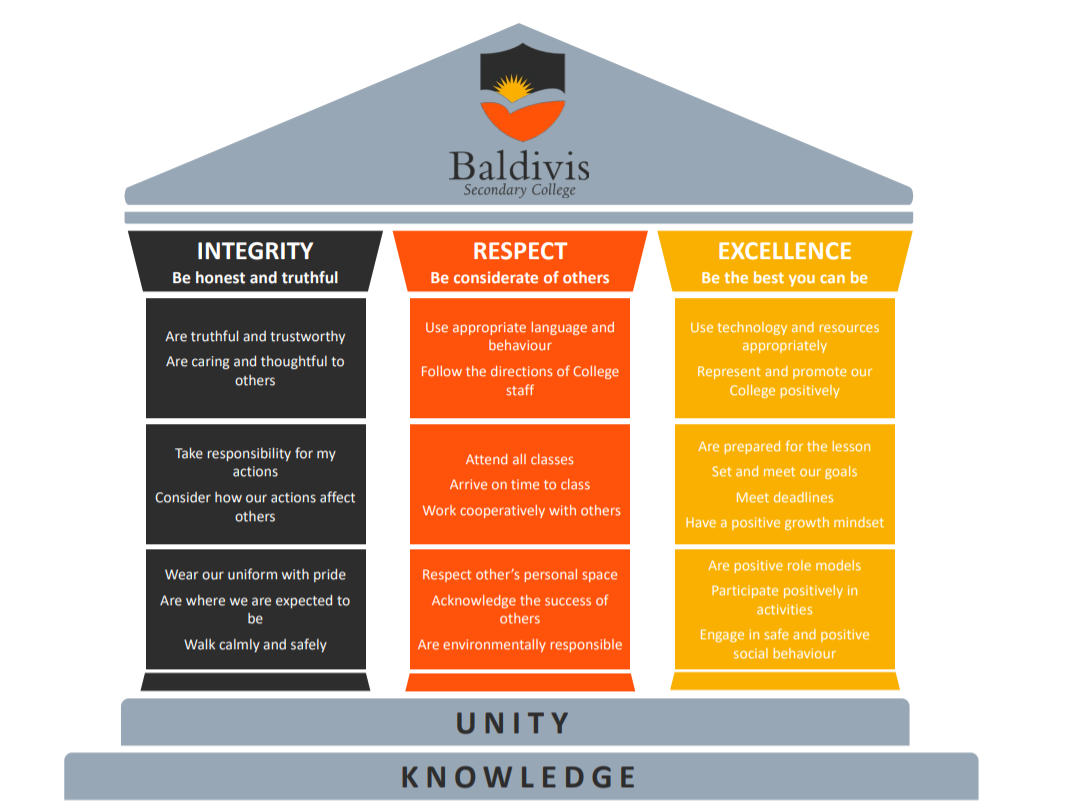 Baldivis
Secondary College
INTEGRITY
Be honest and truthful
Are truthful and trustworthy
Are caring and thoughtful to
others
Take responsibility for my
actions
Consider how our actions affect
others
Wear our uniform with pride
Are where we are expected to
be
Walk calmly and safely
RESPECT
Be considerate of others
Use appropriate language and
behaviour
Follow the directions of College
staff
Attend all classes
Arrive on time to class
Work cooperatively with others
Respect other's personal space
Acknowledge the success of
others
Are environmentally responsible
EXCELLENCE
Be the best you can be
Use technology and resources
appropriately
Represent and promote our
College positively
Are prepared for the lesson
Set and meet our goals
Meet deadlines
Have a positive growth mindset
Are positive role models
Participate positively in
activities
Engage in safe and positive
social behaviour
UNITY
KNOWLEDGE